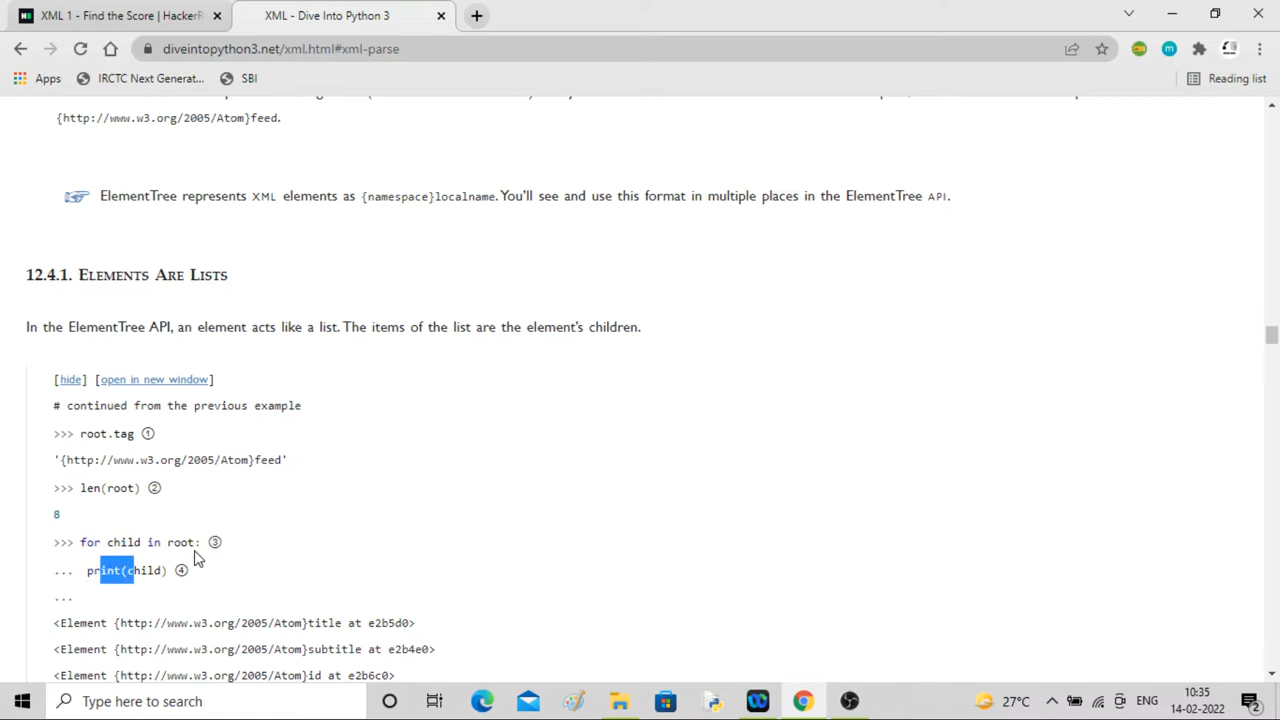 XML 1 - Find the Score | HackerR
XML - Dive Into Python 3
diveintopython3.net/xml.html#xml-parse
Apps
IRCTC Next Generat...
SBI
Reading list
{http://www.w3.org/2005/Atom}feed.
ElementTree represents XML elements as {namespace}localname. You'll see and use this format in multiple places in the ElementTree API.
12.4.1. Elements Are Lists
In the ElementTree API, an element acts like a list. The items of the list are the element's children.
[hide] [open in new window]
# continued from the previous example
>>> root.tag ①
'{http://www.w3.org/2005/Atom}feed'
>>> len(root) ②
8
>>> for child in root: ③
... print(child) ④
...
<Element {http://www.w3.org/2005/Atom}title at e2b5d0>
<Element {http://www.w3.org/2005/Atom}subtitle at e2b4e0>
<Element {http://www.w3.org/2005/Atom}id at e2b6c0>
Type here to search
27°C
ENG
10:35
14-02-2022
2